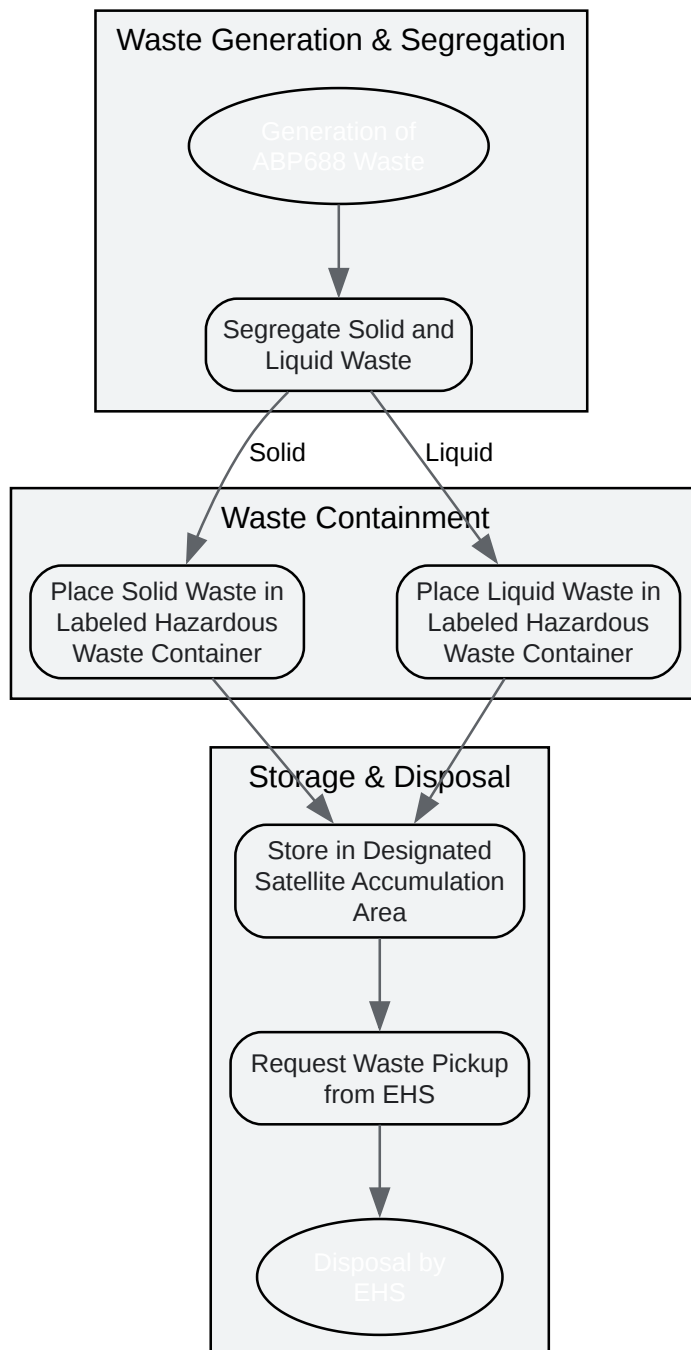 Waste Generation & Segregation
Generation of
ABP688 Waste
Segregate Solid and
Liquid Waste
Solid
Liquid
Waste Containment
Place Solid Waste in
Labeled Hazardous
Waste Container
Place Liquid Waste in
Labeled Hazardous
Waste Container
Storage & Disposal
Store in Designated
Satellite Accumulation
Area
Request Waste Pickup
from EHS
Disposal by
EHS